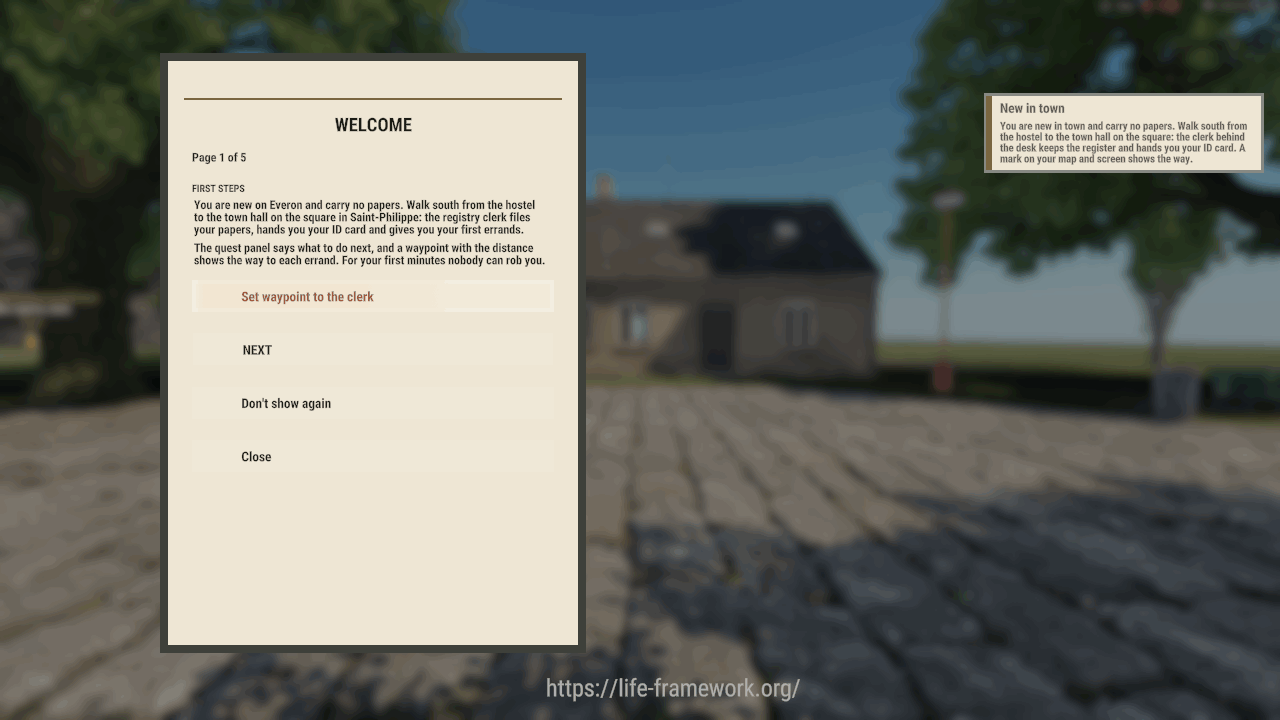 WELCOME
Page 1 of 5
FIRST STEPS
You are new on Everon and carry no papers. Walk south from the hostel
to the town hall on the square in Saint-Philippe: the registry clerk files
your papers, hands you your ID card and gives you your first errands.
The quest panel says what to do next, and a waypoint with the distance
shows the way to each errand. For your first minutes nobody can rob you.
Set waypoint to the clerk
NEXT
Don't show again
Close
New in town
You are new in town and carry no papers. Walk south from
the hostel to the town hall on the square: the clerk behind
the desk keeps the register and hands you your ID card. A
mark on your map and screen shows the way.
https://life-framework.org/